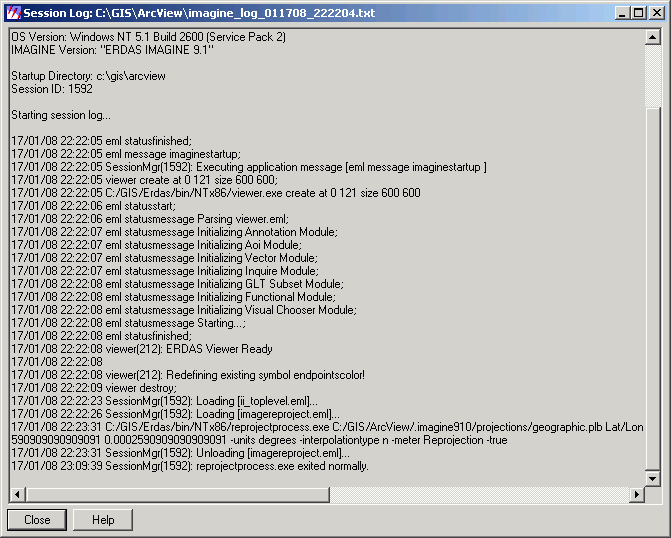 Session Log: C:\GIS\ArcView\imagine_log_011708_222204.txt
OS Version: Windows NT 5.1 Build 2600 (Service Pack 2)
IMAGINE Version: "ERDAS IMAGINE 9.1"
Startup Directory: c:\gis\arcview
Session ID: 1592
Starting session log...
17/01/08 22:22:05 eml statusfinished;
17/01/08 22:22:05 eml message imaginestartup;
17/01/08 22:22:05 SessionMgr(1592): Executing application message [eml message imaginestartup ]
17/01/08 22:22:05 viewer create at 0 121 size 600 600;
17/01/08 22:22:05 C:/GIS/Erdas/bin/NTx86/viewer.exe create at 0 121 size 600 600
17/01/08 22:22:06 eml statusstart;
17/01/08 22:22:06 eml statusmessage Parsing viewer.eml;
17/01/08 22:22:07 eml statusmessage Initializing Annotation Module;
17/01/08 22:22:07 eml statusmessage Initializing Aoi Module;
17/01/08 22:22:07 eml statusmessage Initializing Vector Module;
17/01/08 22:22:07 eml statusmessage Initializing Inquire Module;
17/01/08 22:22:08 eml statusmessage Initializing GLT Subset Module;
17/01/08 22:22:08 eml statusmessage Initializing Functional Module;
17/01/08 22:22:08 eml statusmessage Initializing Visual Chooser Module;
17/01/08 22:22:08 eml statusmessage Starting...;
17/01/08 22:22:08 eml statusfinished;
17/01/08 22:22:08 viewer(212): ERDAS Viewer Ready
17/01/08 22:22:08
17/01/08 22:22:08 viewer(212): Redefining existing symbol endpointscolor!
17/01/08 22:22:09 viewer destroy;
17/01/08 22:22:23 SessionMgr(1592): Loading [ii_toplevel.eml]...
17/01/08 22:22:26 SessionMgr(1592): Loading [imagereproject.eml]...
17/01/08 22:23:31 C:/GIS/Erdas/bin/NTx86/reprojectprocess.exe C:/GIS/ArcView/.imagine910/projections/geographic.plb Lat/Lon
590909090909091 0.0002590909090909091 -units degrees -interpolationtype n -meter Reprojection -true
17/01/08 22:23:31 SessionMgr(1592): Unloading [imagereproject.eml]...
17/01/08 23:09:39 SessionMgr(1592): reprojectprocess.exe exited normally.
Close
Help